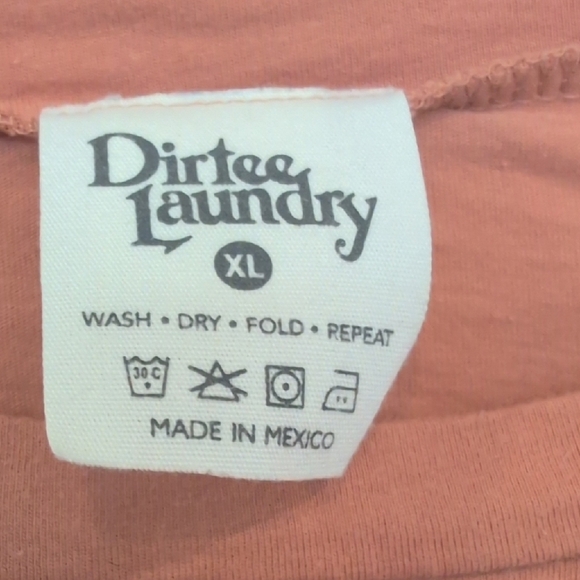 Dirtee
Laundry
XL
WASH • DRY • FOLD • REPEAT
30 C
MADE IN MEXICO